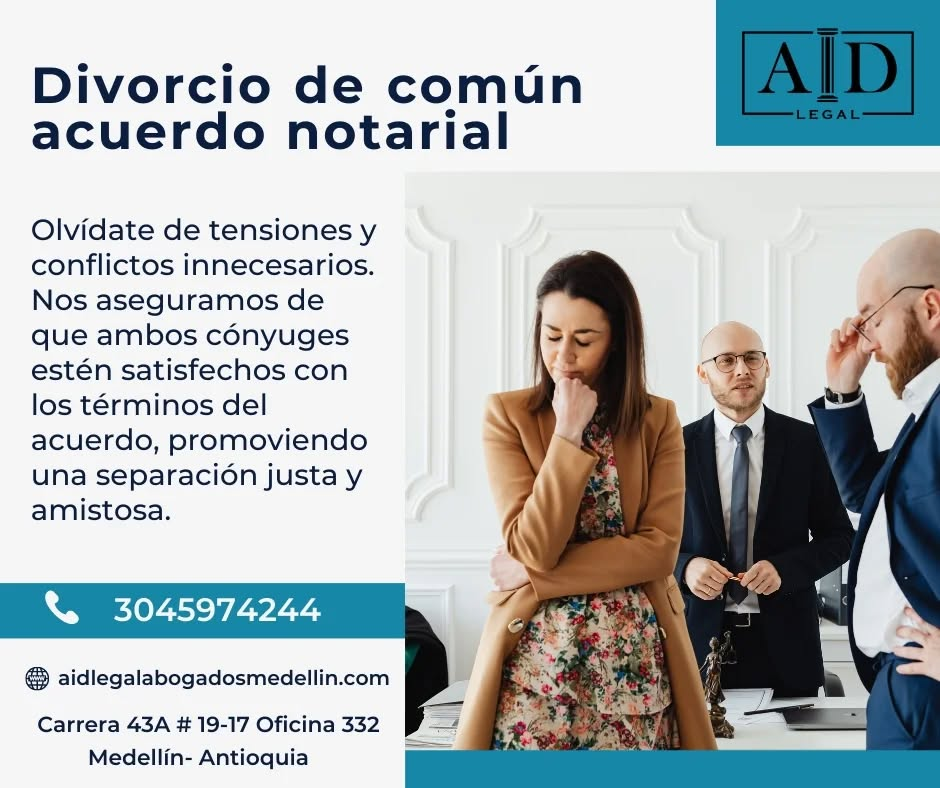 Divorcio de común
acuerdo notarial
AID
LEGAL
Olvídate de tensiones y
conflictos innecesarios.
Nos aseguramos de
que ambos cónyuges
estén satisfechos con
los términos del
acuerdo, promoviendo
una separación justa y
amistosa.
3045974244
aidlegalabogadosmedellin.com
Carrera 43A # 19-17 Oficina 332
Medellín- Antioquia